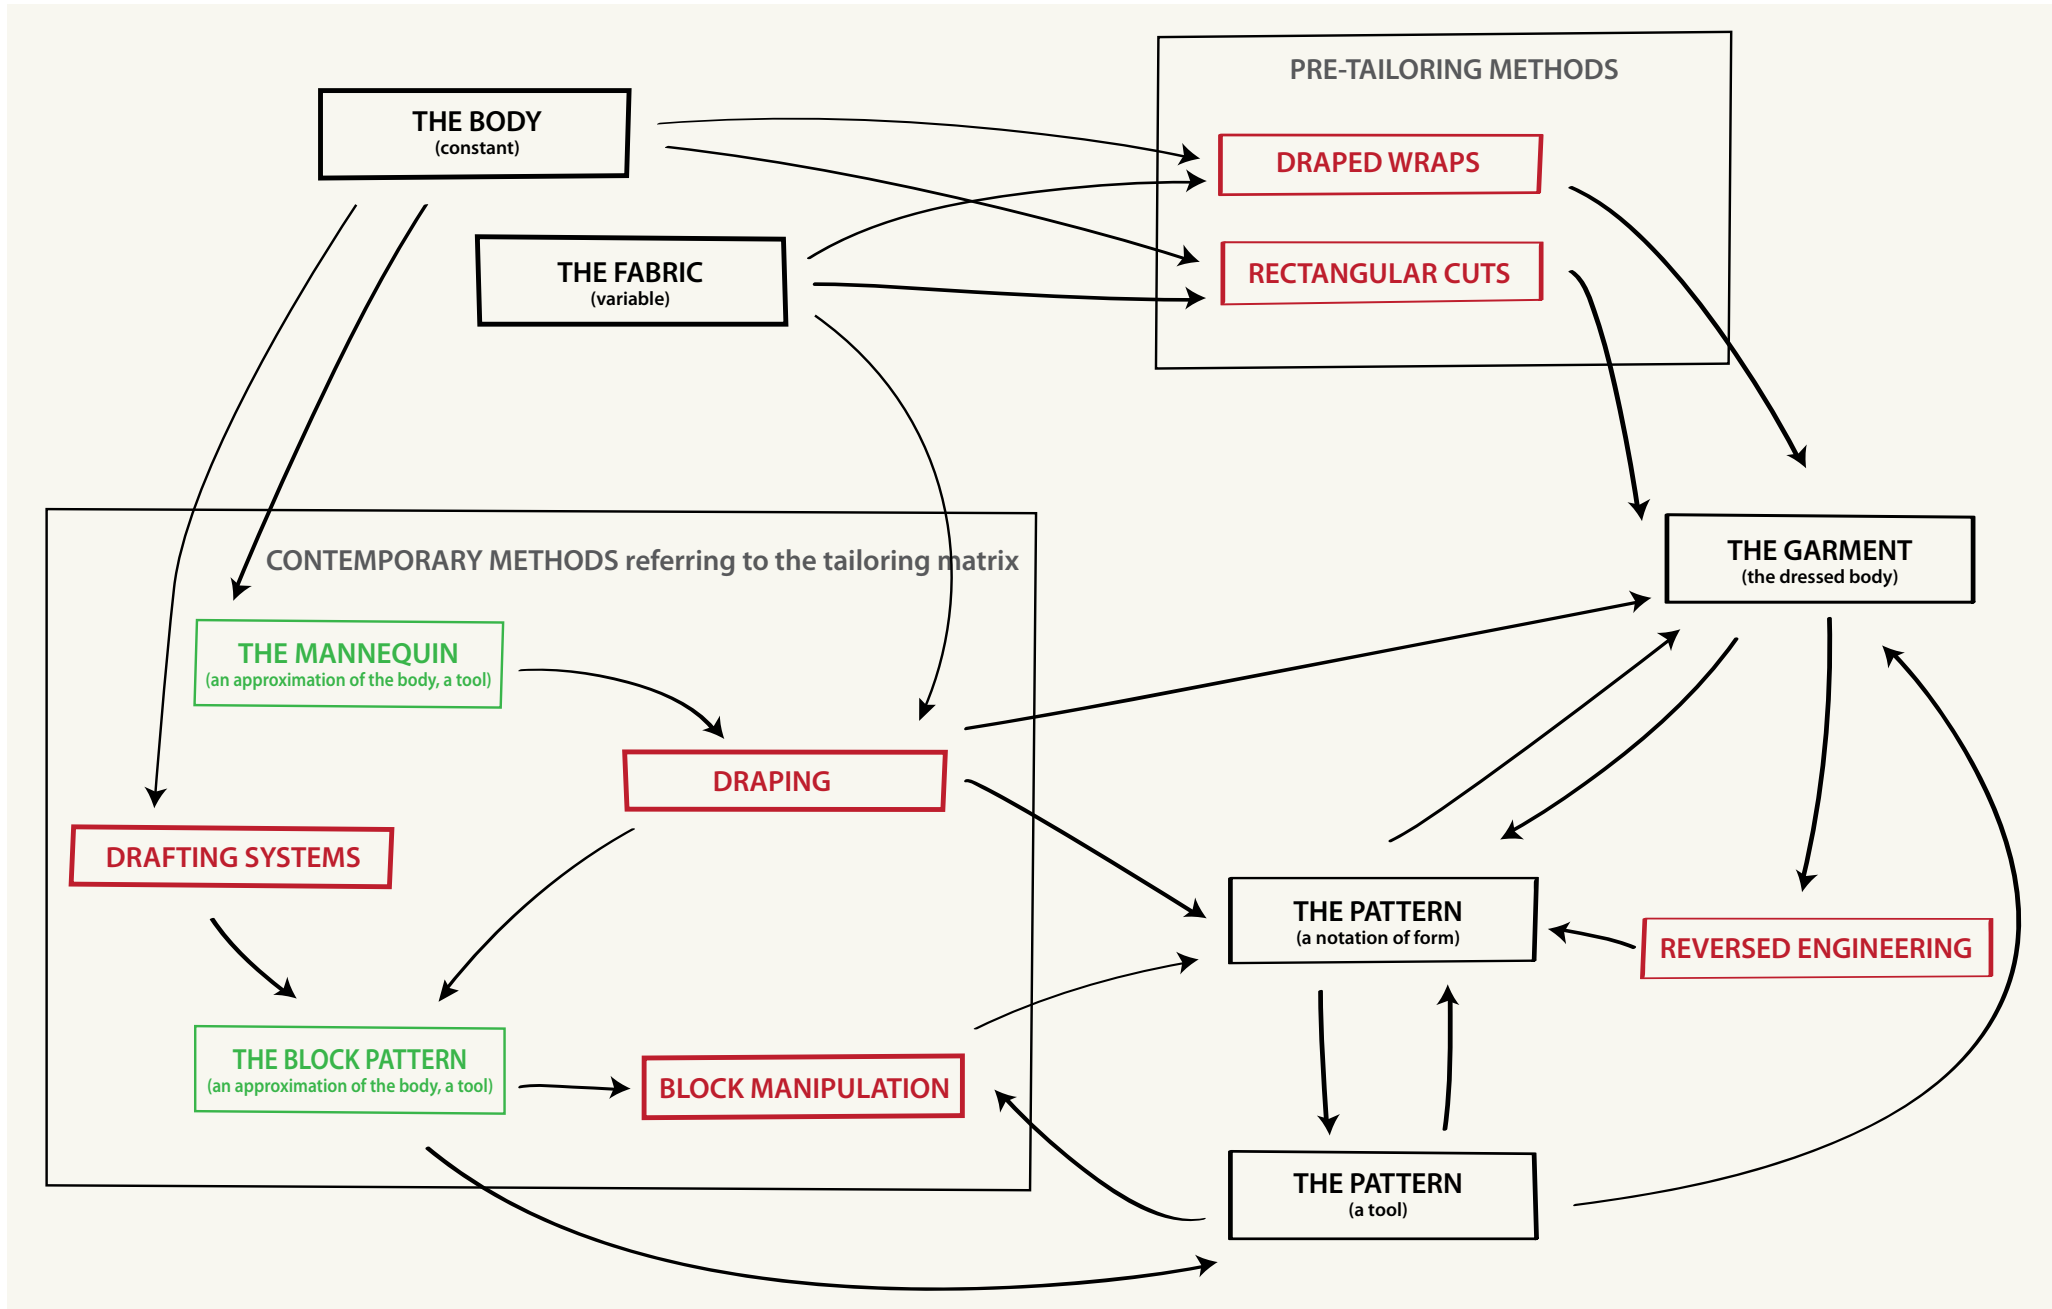 PRE-TAILORING METHODS
THE BODY
(constant)
DRAPED WRAPS
THE FABRIC
(variable)
RECTANGULAR CUTS
CONTEMPORARY METHODS referring to the tailoring matrix
THE GARMENT
(the dressed body)
THE MANNEQUIN
(an approximation of the body, a tool)
DRAPING
DRAFTING SYSTEMS
THE PATTERN
(a notation of form)
REVERSED ENGINEERING
THE BLOCK PATTERN
(an approximation of the body, a tool)
BLOCK MANIPULATION
THE PATTERN
(a tool)